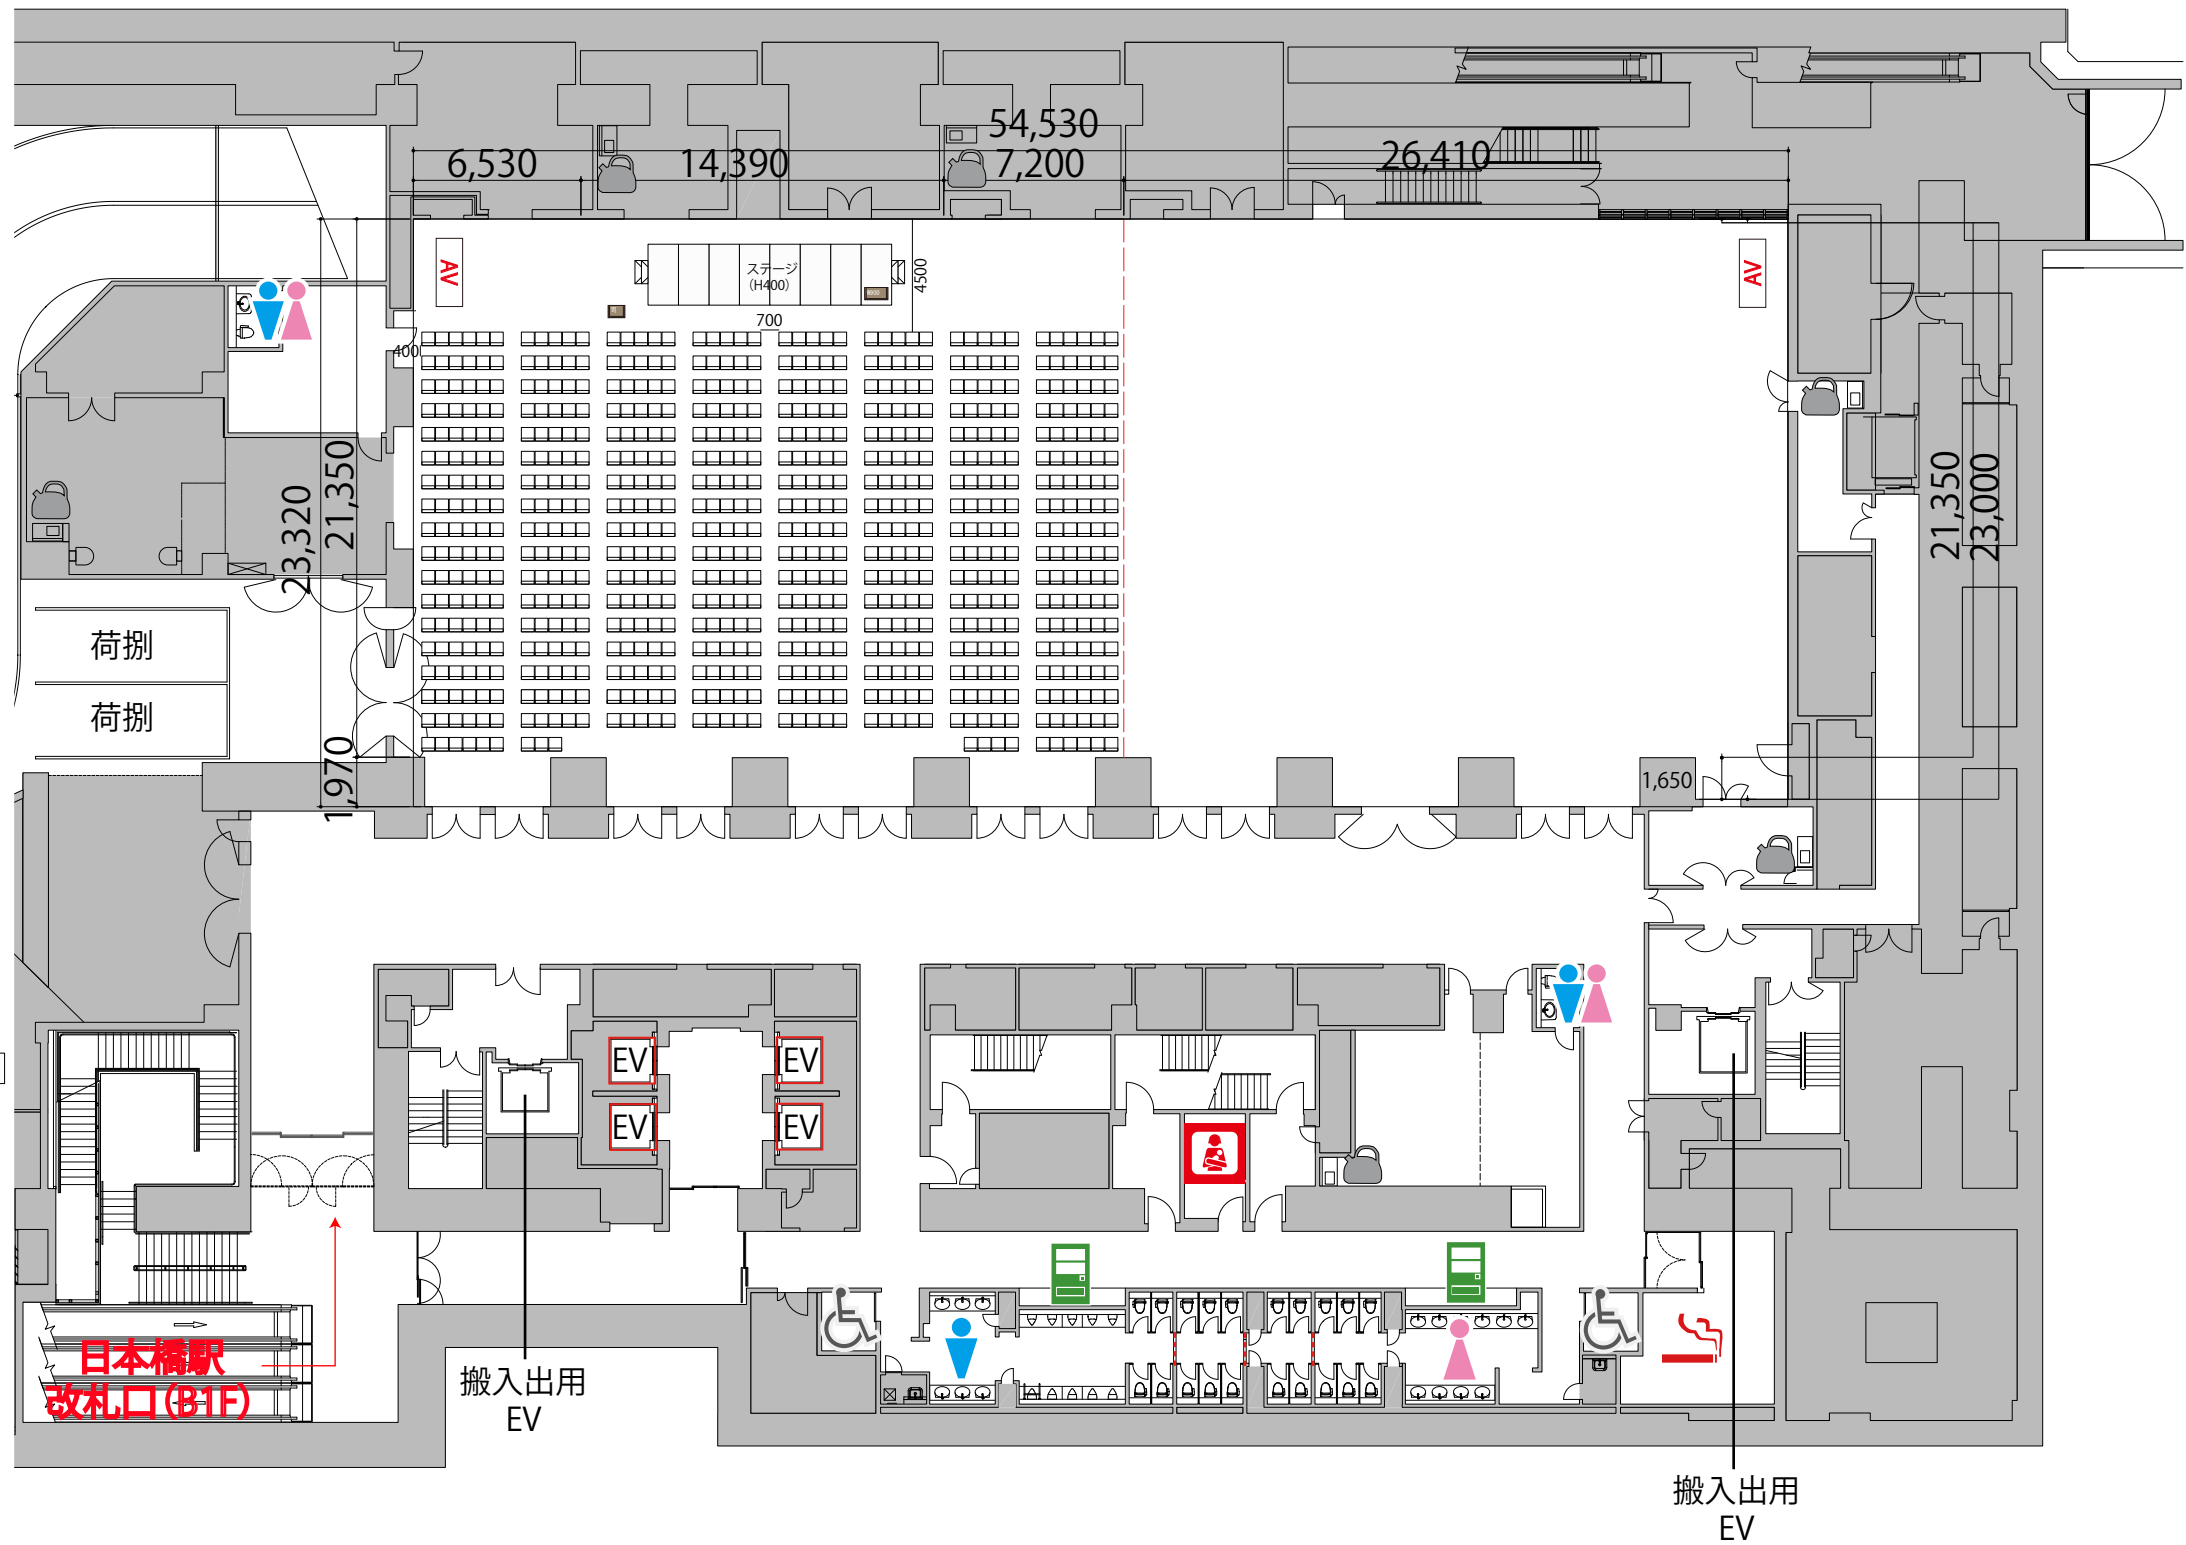 54,530
6,530
14,390
7,200
26,410
AV
ステージ
(H400)
4500
AV
700
400
23,320
21,350
1,970
21,350
23,000
荷捌
荷捌
1,650
EV
EV
EV
EV
日本橋駅
改札口(B1F)
搬入出用
EV
搬入出用
EV